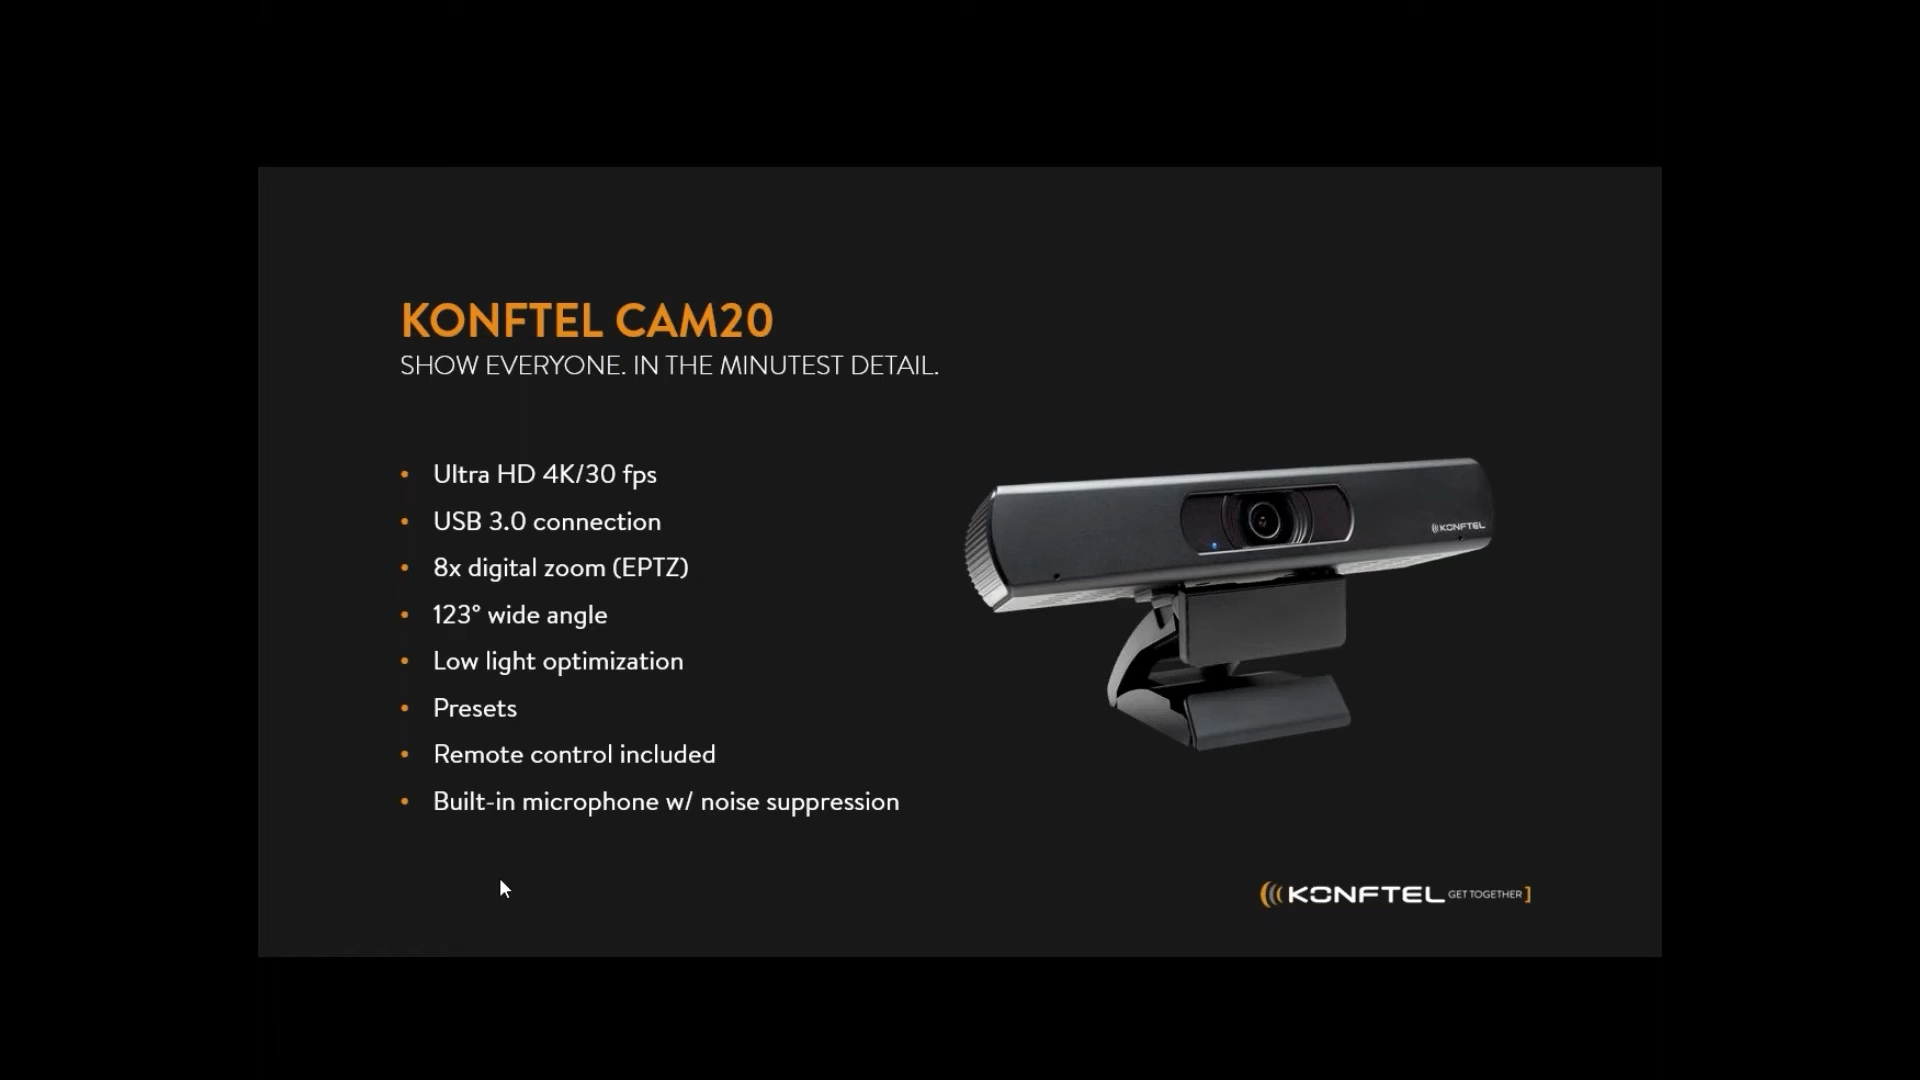 KONFTEL CAM20
SHOW EVERYONE. IN THE MINUTEST DETAIL.
• Ultra HD 4K/30 fps
• USB 3.0 connection
• 8x digital zoom (EPTZ)
• 123° wide angle
• Low light optimization
• Presets
• Remote control included
• Built-in microphone w/ noise suppression
KONFTEL
KONFTEL GET TOGETHER